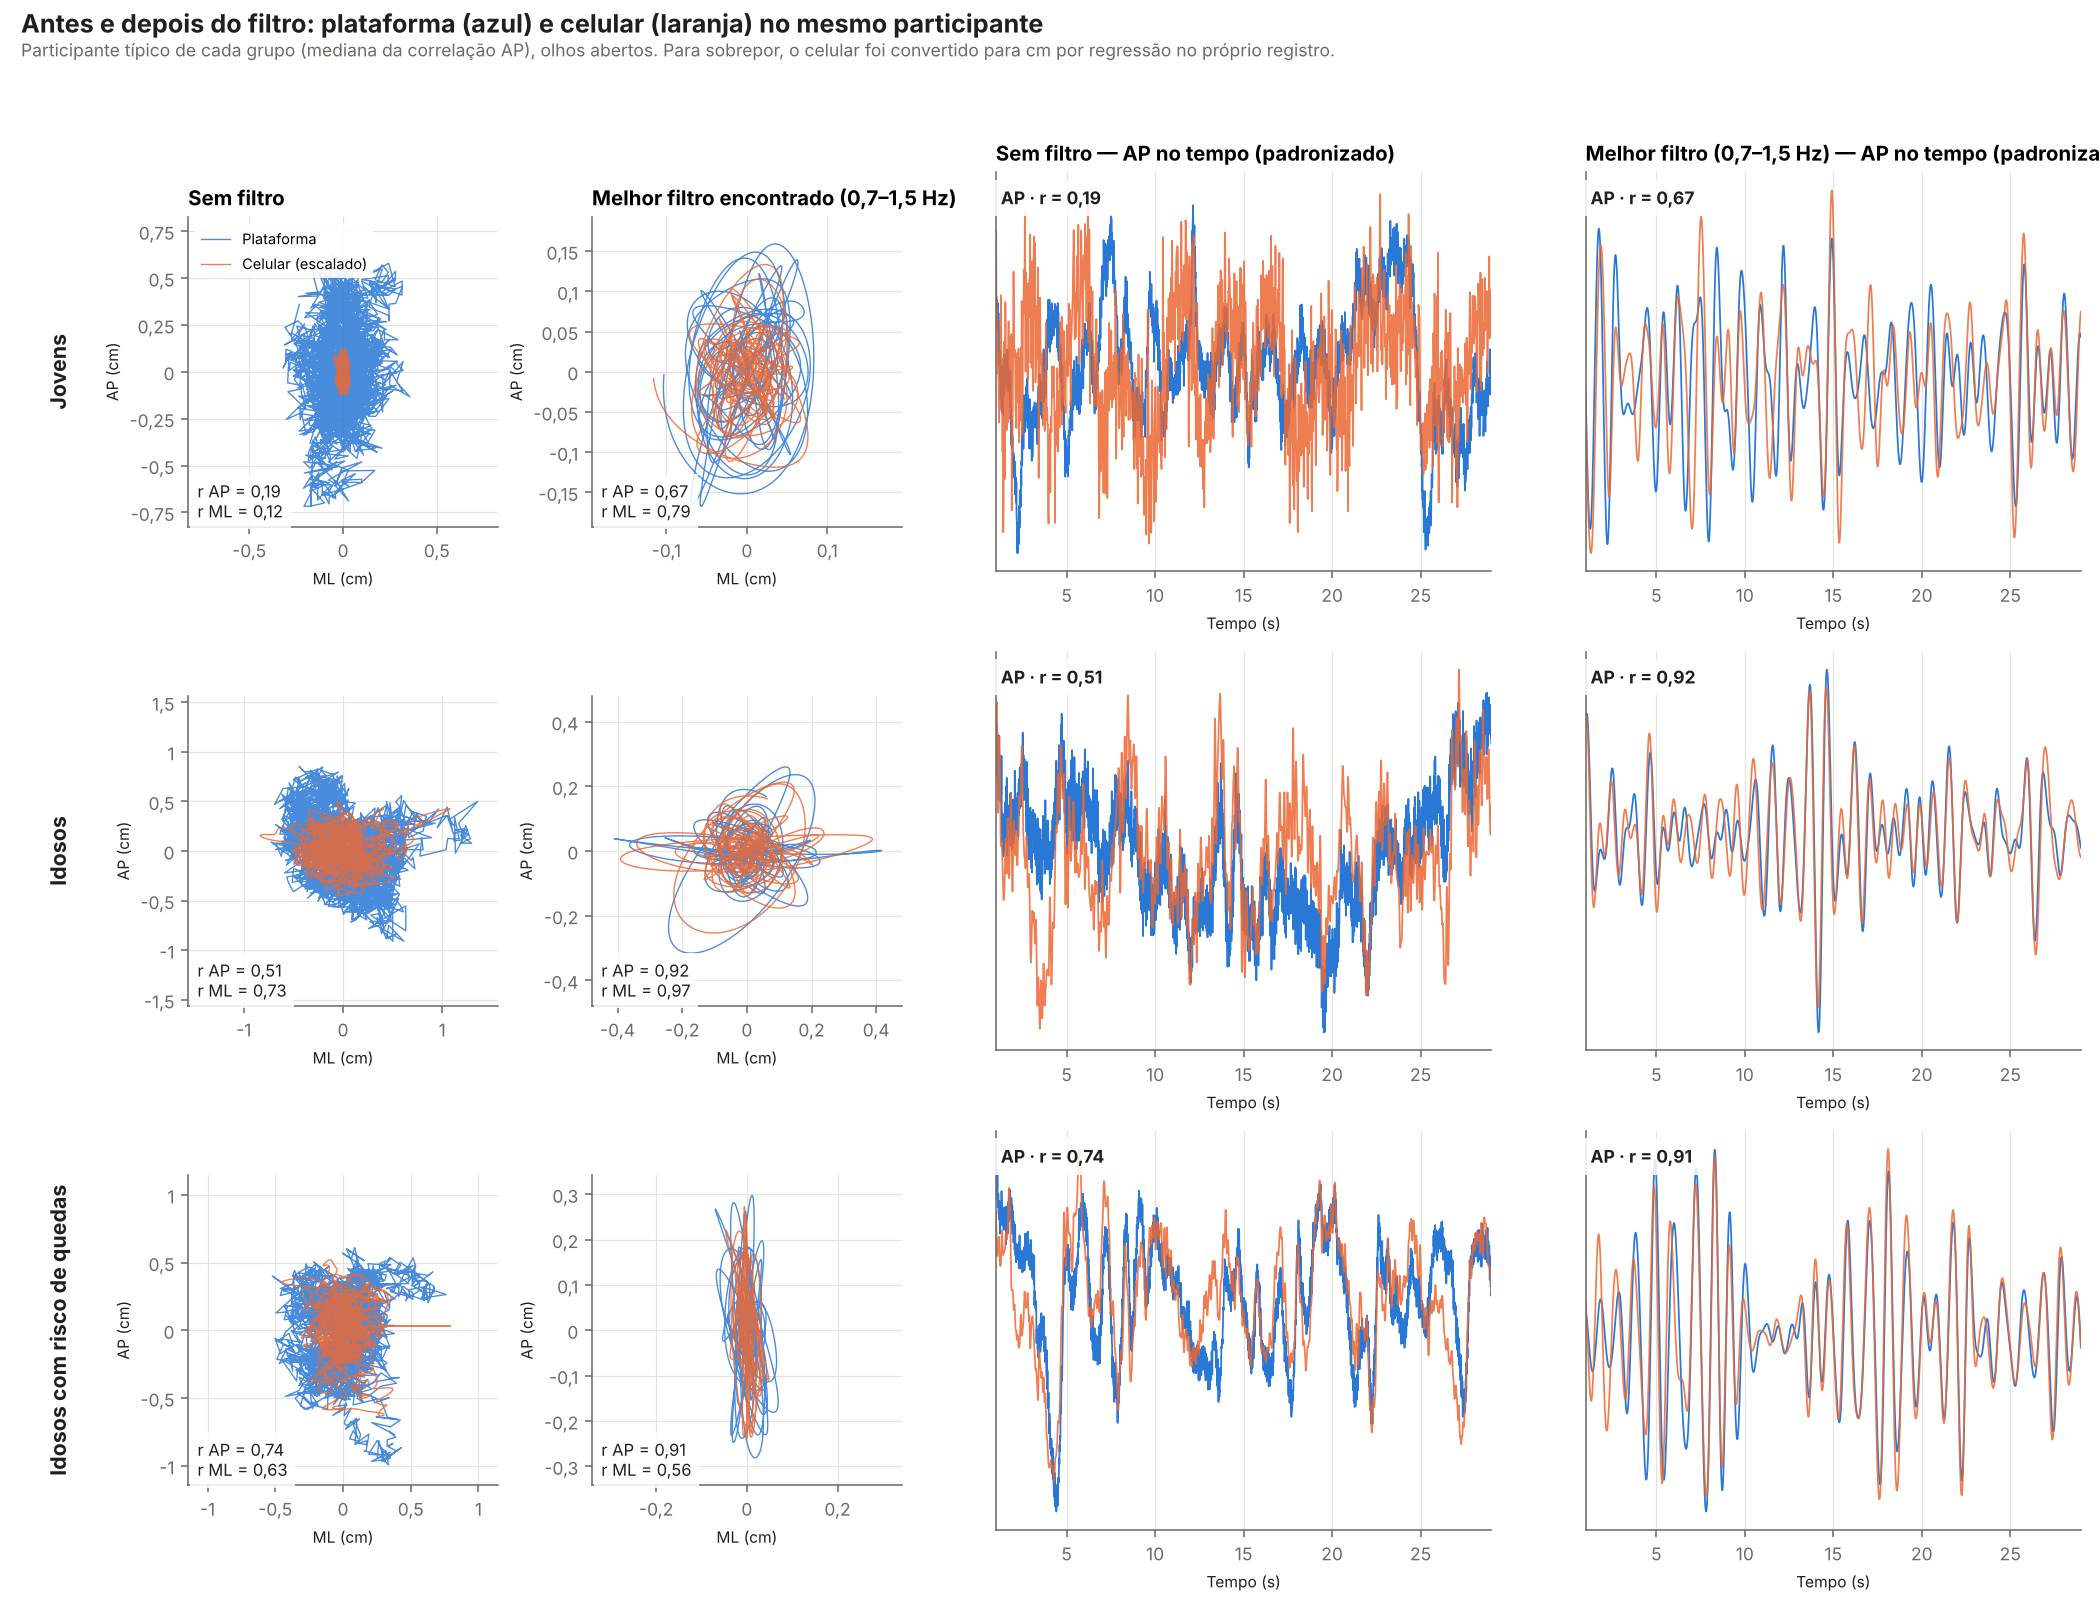 Antes e depois do filtro: plataforma (azul) e celular (laranja) no mesmo participante
Participante típico de cada grupo (mediana da correlação AP), olhos abertos. Para sobrepor, o celular foi convertido para cm por regressão no próprio registro.
Sem filtro
Melhor filtro encontrado (0,7–1,5 Hz)
Sem filtro — AP no tempo (padronizado)
Melhor filtro (0,7–1,5 Hz) — AP no tempo (padroniza
Jovens
AP (cm)
0,75
0,5
0,25
0
-0,25
-0,5
-0,75
Plataforma
Celular (escalado)
r AP = 0,19
r ML = 0,12
-0,5
0
0,5
ML (cm)
AP (cm)
0,15
0,1
0,05
0
-0,05
-0,1
-0,15
r AP = 0,67
r ML = 0,79
-0,1
0
0,1
ML (cm)
AP · r = 0,19
5
10
15
20
25
Tempo (s)
AP · r = 0,67
5
10
15
20
25
Tempo (s)
Idosos
AP (cm)
1,5
1
0,5
0
-0,5
-1
-1,5
r AP = 0,51
r ML = 0,73
-1
0
1
ML (cm)
AP (cm)
0,4
0,2
0
-0,2
-0,4
r AP = 0,92
r ML = 0,97
-0,4
-0,2
0
0,2
0,4
ML (cm)
AP · r = 0,51
5
10
15
20
25
Tempo (s)
AP · r = 0,92
5
10
15
20
25
Tempo (s)
Idosos com risco de quedas
AP (cm)
1
0,5
0
-0,5
-1
r AP = 0,74
r ML = 0,63
-1
-0,5
0
0,5
1
ML (cm)
AP (cm)
0,3
0,2
0,1
0
-0,1
-0,2
-0,3
r AP = 0,91
r ML = 0,56
-0,2
0
0,2
ML (cm)
AP · r = 0,74
5
10
15
20
25
Tempo (s)
AP · r = 0,91
5
10
15
20
25
Tempo (s)